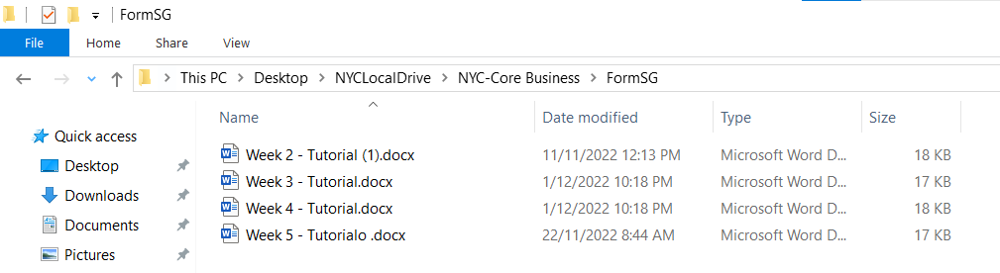 FormSG
File Home Share View
This PC Desktop NYCLocalDrive NYC-Core Business FormSG
Name Date modified Type Size
Quick access
Desktop
Downloads
Documents
Pictures
Week 2 - Tutorial (1).docx 11/11/2022 12:13 PM Microsoft Word D... 18 KB
Week 3 - Tutorial.docx 1/12/2022 10:18 PM Microsoft Word D... 17 KB
Week 4 - Tutorial.docx 1/12/2022 10:18 PM Microsoft Word D... 18 KB
Week 5 - Tutorialo .docx 22/11/2022 8:44 AM Microsoft Word D... 17 KB